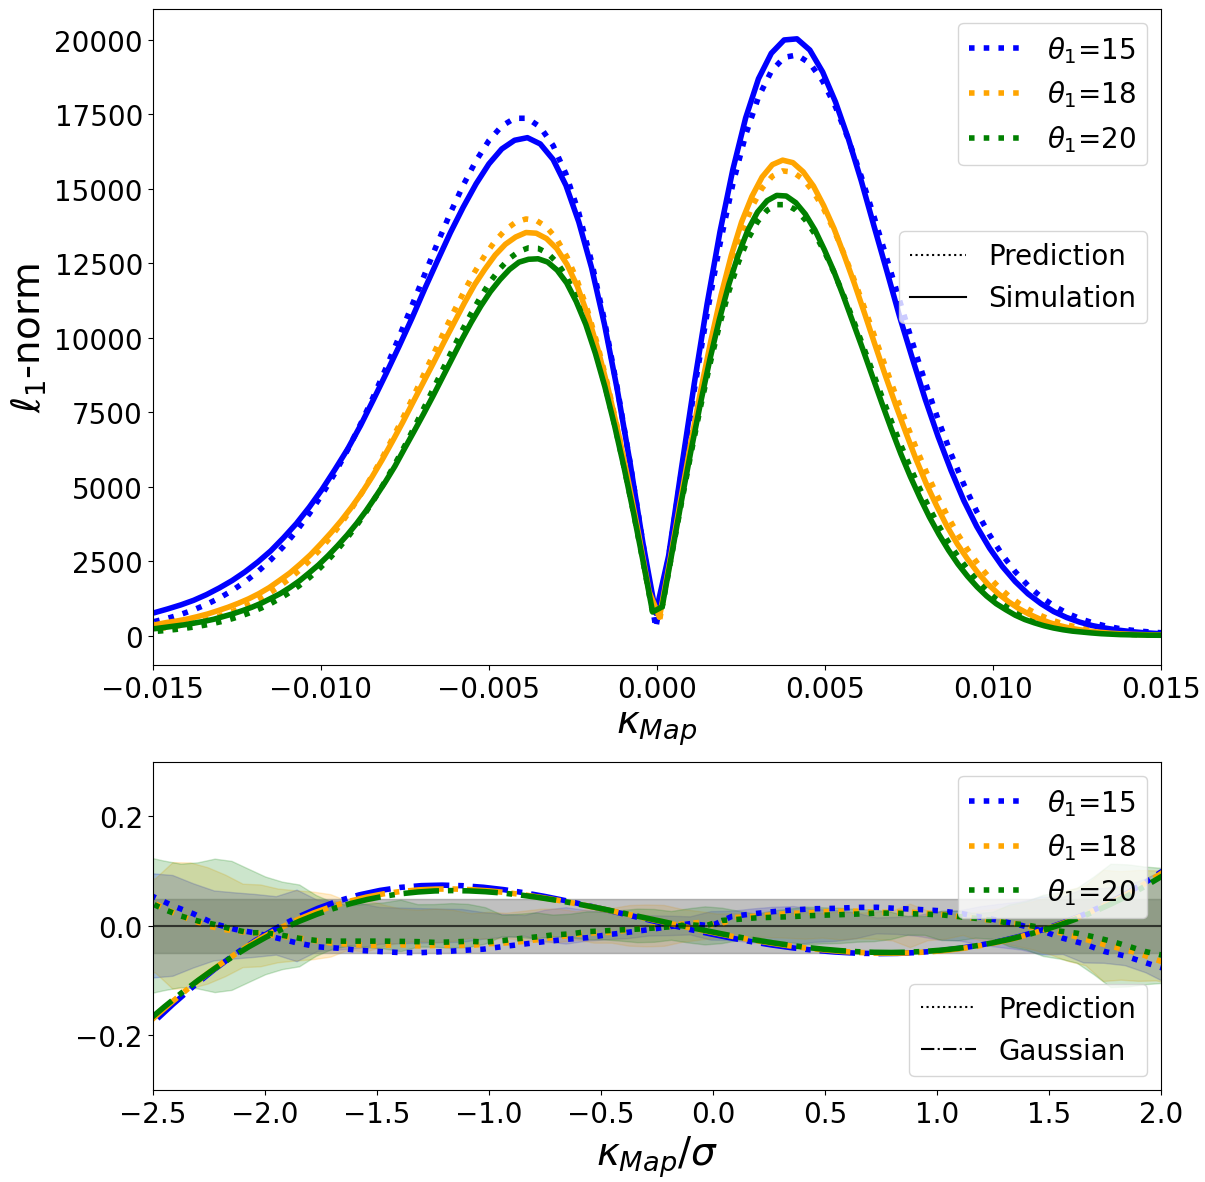 20000
17500
15000
12500
10000
7500
5000
2500
0
ℓ₁-norm
θ₁=15
θ₁=18
θ₁=20
Prediction
Simulation
−0.015 −0.010 −0.005 0.000 0.005 0.010 0.015
κ_Map
0.2
0.0
−0.2
θ₁=15
θ₁=18
θ₁=20
Prediction
Gaussian
−2.5 −2.0 −1.5 −1.0 −0.5 0.0 0.5 1.0 1.5 2.0
κ_Map/σ